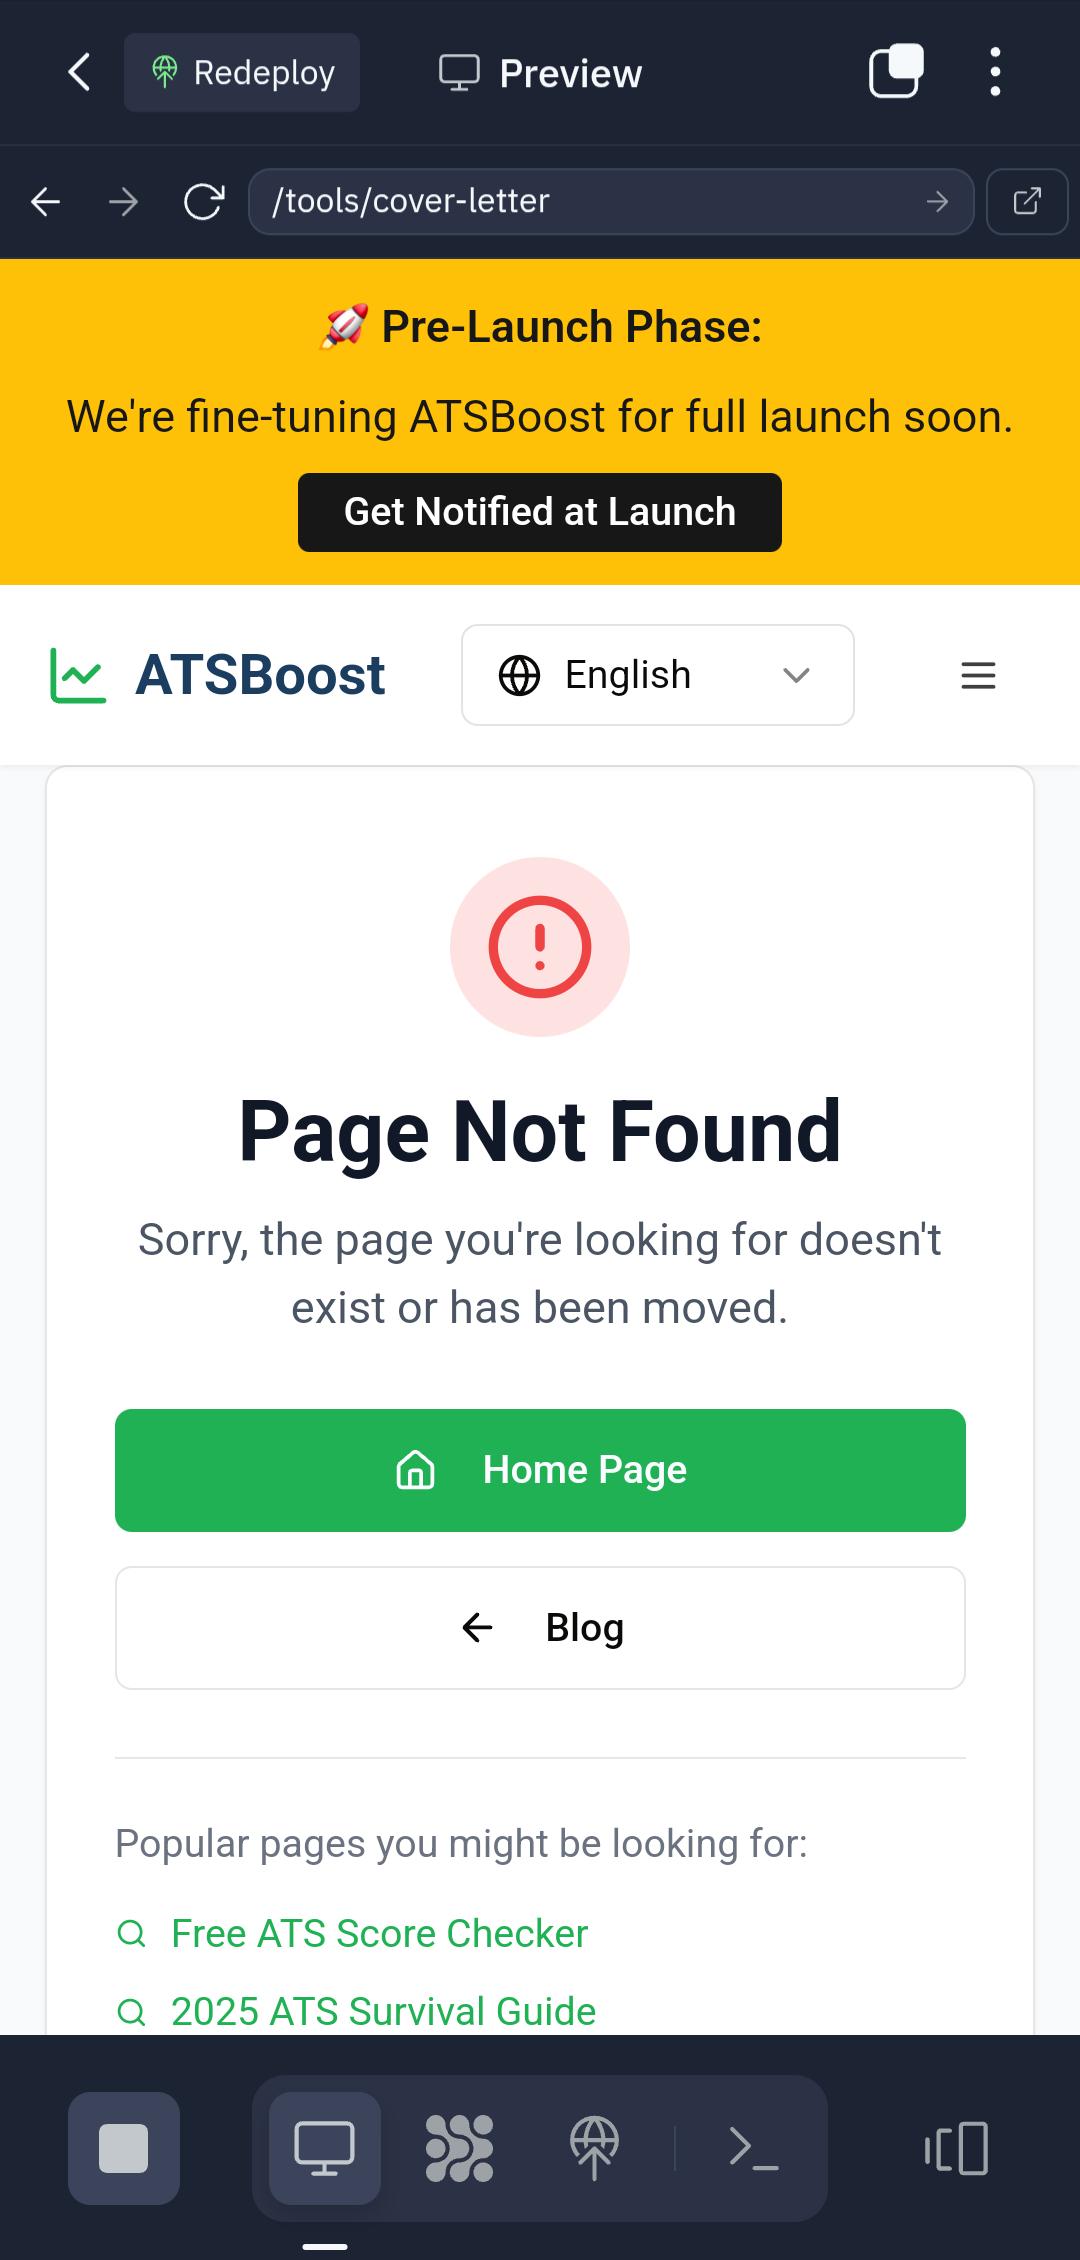 Redeploy
Preview
/tools/cover-letter
🚀 Pre-Launch Phase:
We're fine-tuning ATSBoost for full launch soon.
Get Notified at Launch
ATSBoost
English
Page Not Found
Sorry, the page you're looking for doesn't
exist or has been moved.
Home Page
Blog
Popular pages you might be looking for:
Free ATS Score Checker
2025 ATS Survival Guide